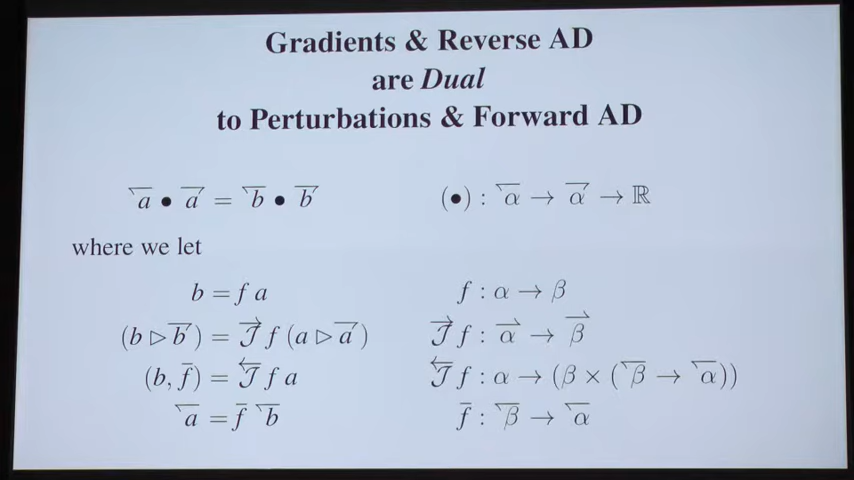 Gradients & Reverse AD
are Dual
to Perturbations & Forward AD
↼a • ⇀a = ↼b • ⇀b    (•) : ↼α → ⇀α → ℝ
where we let
b = f a    f : α → β
(b ▷ ⇀b) = 𝒥⃗ f (a ▷ ⇀a)    𝒥⃗ f : ⇀α → ⇀β
(b, f̄) = 𝒥⃖ f a    𝒥⃖ f : α → (β × (↼β → ↼α))
↼a = f̄ ↼b    f̄ : ↼β → ↼α